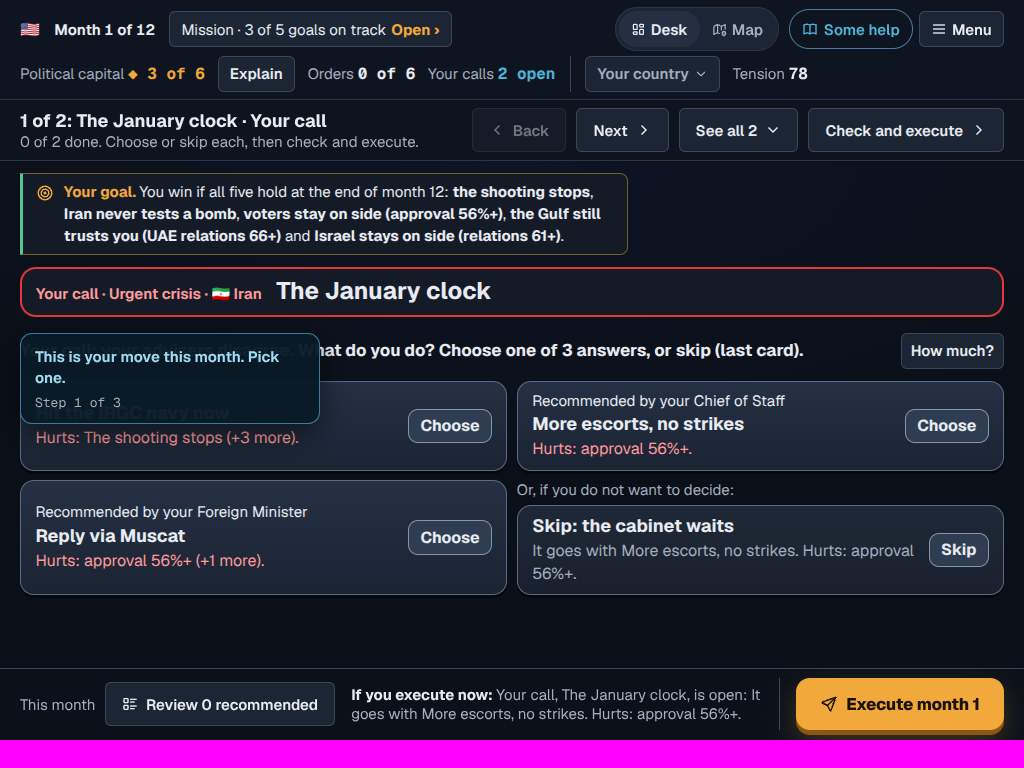 Month 1 of 12
Mission · 3 of 5 goals on track Open ›
Desk
Map
Some help
Menu
Political capital ◆ 3 of 6
Explain
Orders 0 of 6
Your calls 2 open
Your country
Tension 78
1 of 2: The January clock · Your call
0 of 2 done. Choose or skip each, then check and execute.
Back
Next
See all 2
Check and execute
Your goal. You win if all five hold at the end of month 12: the shooting stops,
Iran never tests a bomb, voters stay on side (approval 56%+), the Gulf still
trusts you (UAE relations 66+) and Israel stays on side (relations 61+).
Your call · Urgent crisis · Iran The January clock
This is your move this month. Pick
one.
Step 1 of 3
What do you do? Choose one of 3 answers, or skip (last card).
How much?
Hit the IRGC navy now
Hurts: The shooting stops (+3 more).
Choose
Recommended by your Chief of Staff
More escorts, no strikes
Hurts: approval 56%+.
Choose
Recommended by your Foreign Minister
Reply via Muscat
Hurts: approval 56%+ (+1 more).
Choose
Or, if you do not want to decide:
Skip: the cabinet waits
It goes with More escorts, no strikes. Hurts: approval
56%+.
Skip
This month
Review 0 recommended
If you execute now: Your call, The January clock, is open: It
goes with More escorts, no strikes. Hurts: approval 56%+.
Execute month 1